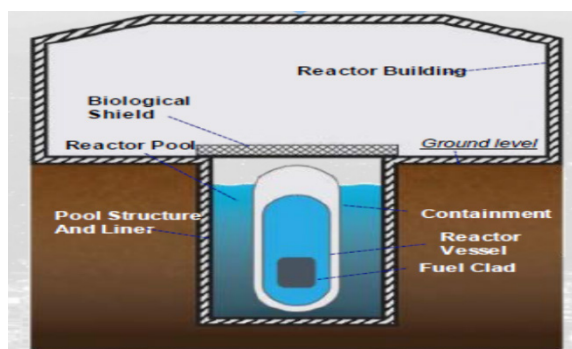 Reactor Building
Biological
Shield
Reactor Pool
Ground level
Pool Structure
And Liner
Containment
Reactor
Vessel
Fuel Clad